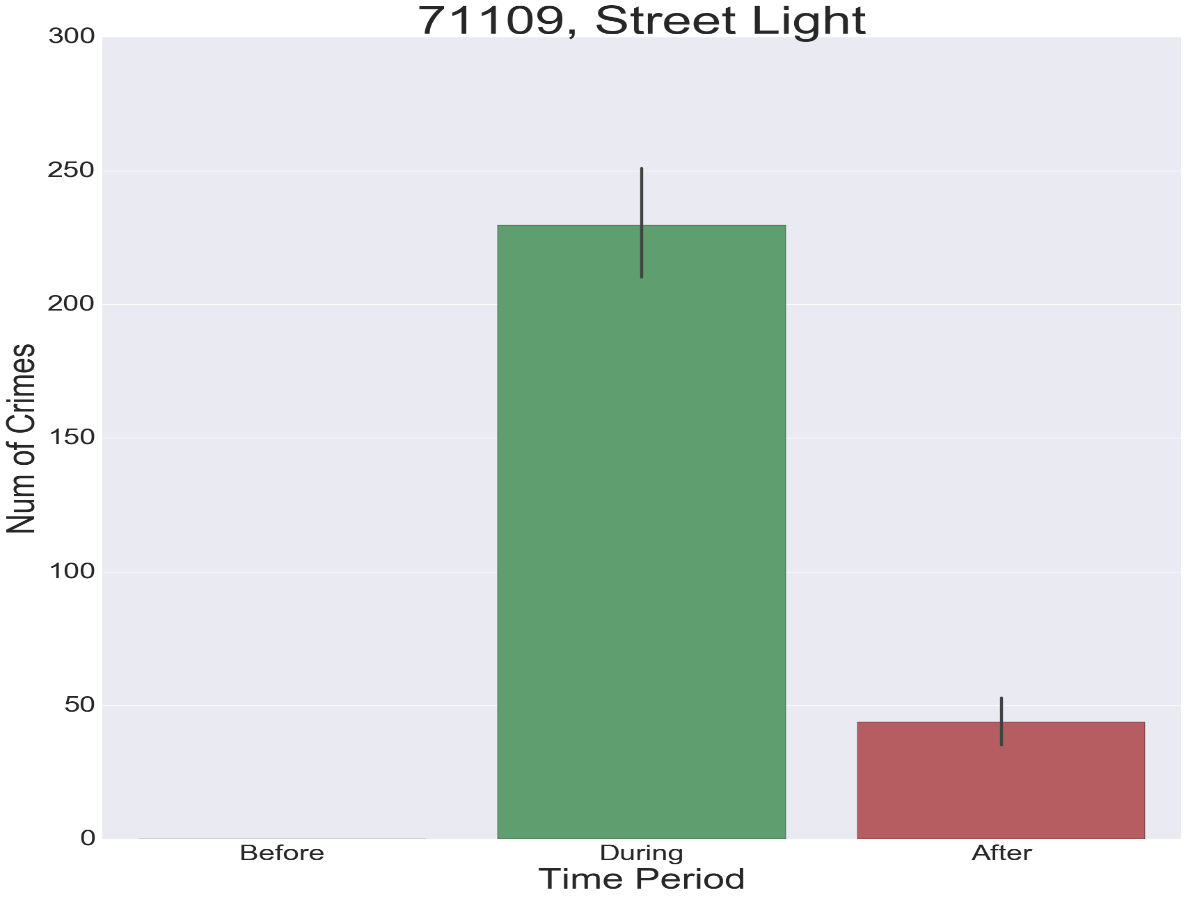 71109, Street Light
300
250
200
150
100
50
0
Num of Crimes
Before During After
Time Period